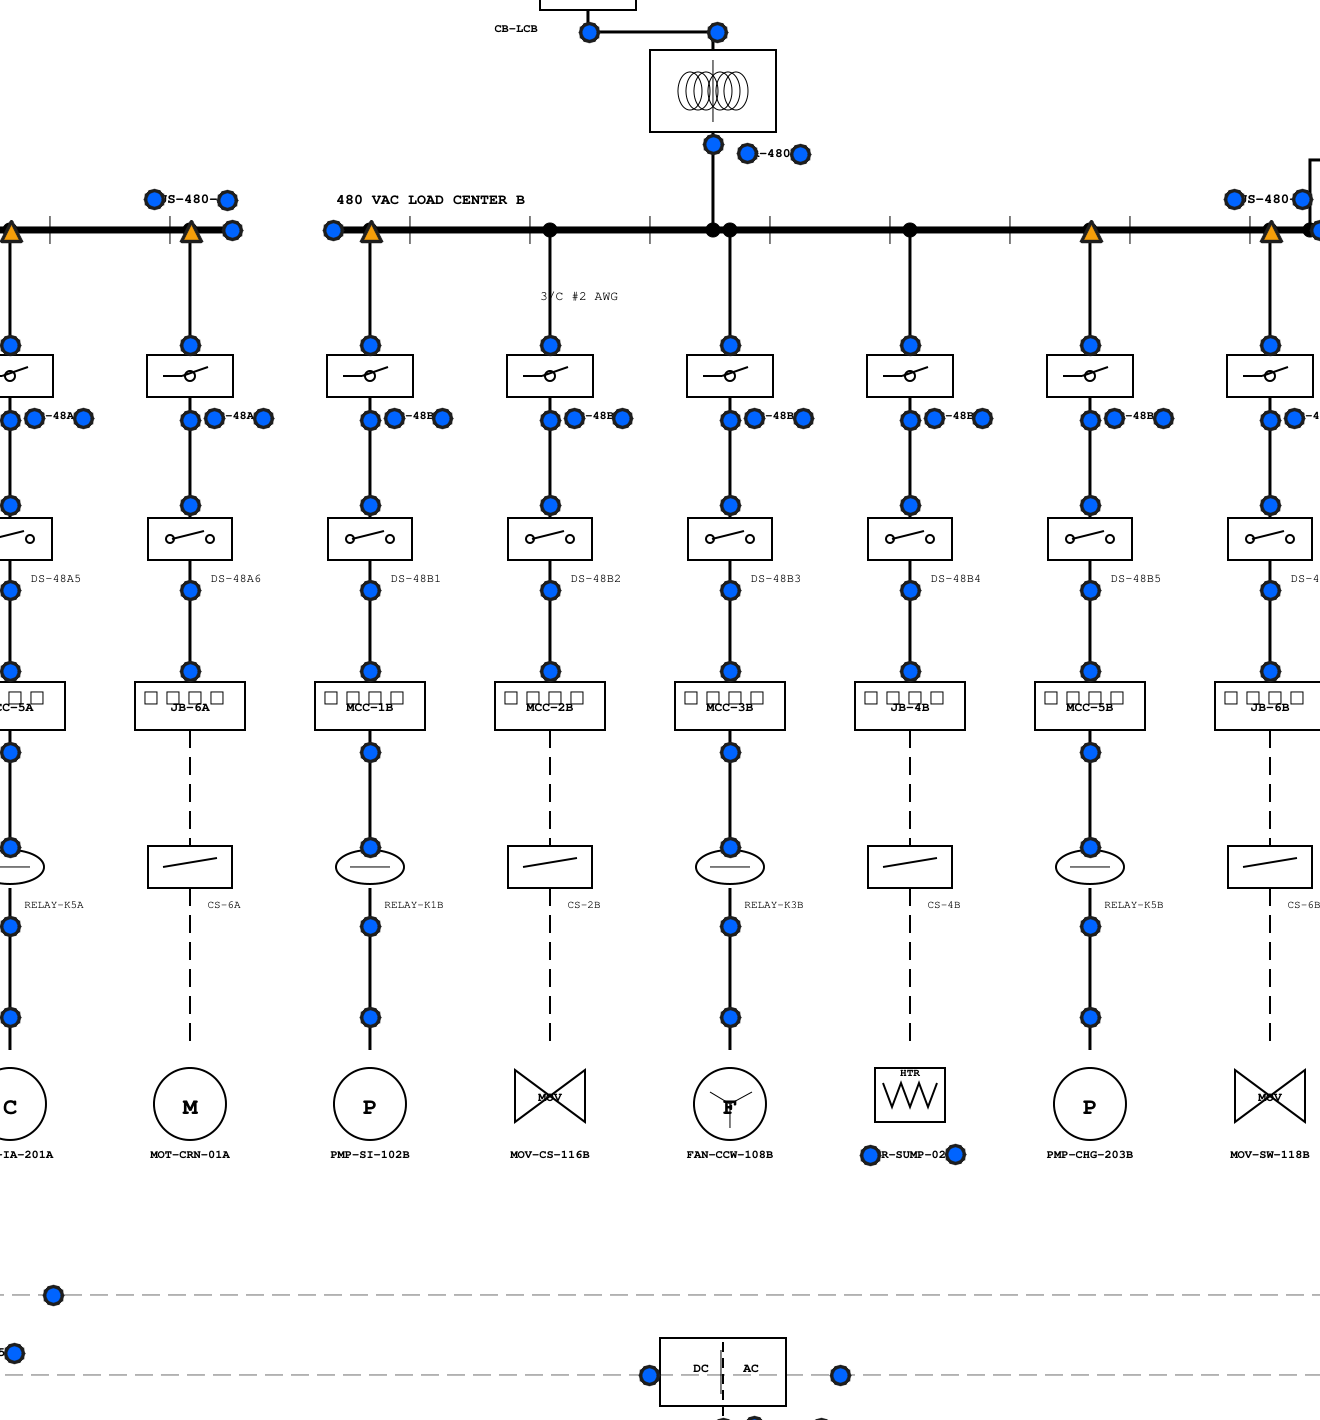 CB-LCB
480 VAC LOAD CENTER B
3/C #2 AWG
DS-48A5
DS-48A6
DS-48B1
DS-48B2
DS-48B3
DS-48B4
DS-48B5
JB-6A
MCC-1B
MCC-2B
MCC-3B
JB-4B
MCC-5B
JB-6B
RELAY-K5A
CS-6A
RELAY-K1B
CS-2B
RELAY-K3B
CS-4B
RELAY-K5B
CS-6B
C
M
P
MOV
F
HTR
P
MOV
-IA-201A
MOT-CRN-01A
PMP-SI-102B
MOV-CS-116B
FAN-CCW-108B
R-SUMP-02
PMP-CHG-203B
MOV-SW-118B
DC
AC